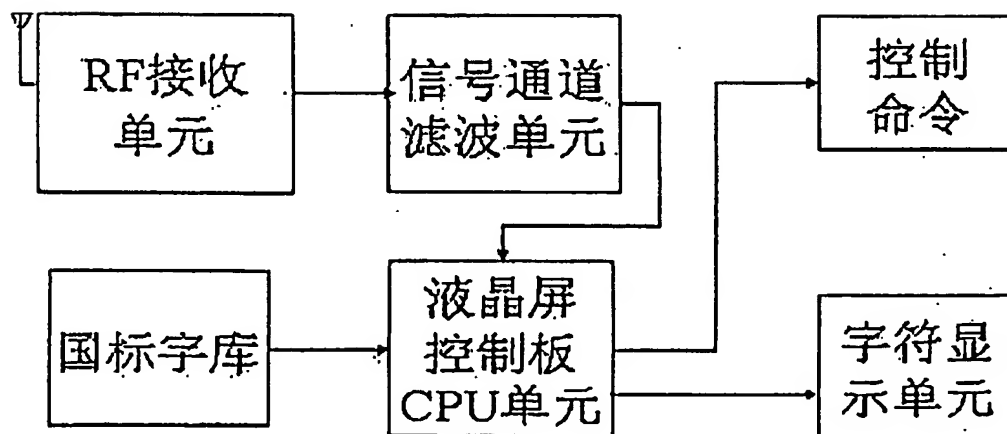 RF接收
单元
信号通道
滤波单元
控制
命令
国标字库
液晶屏
控制板
CPU单元
字符显
示单元